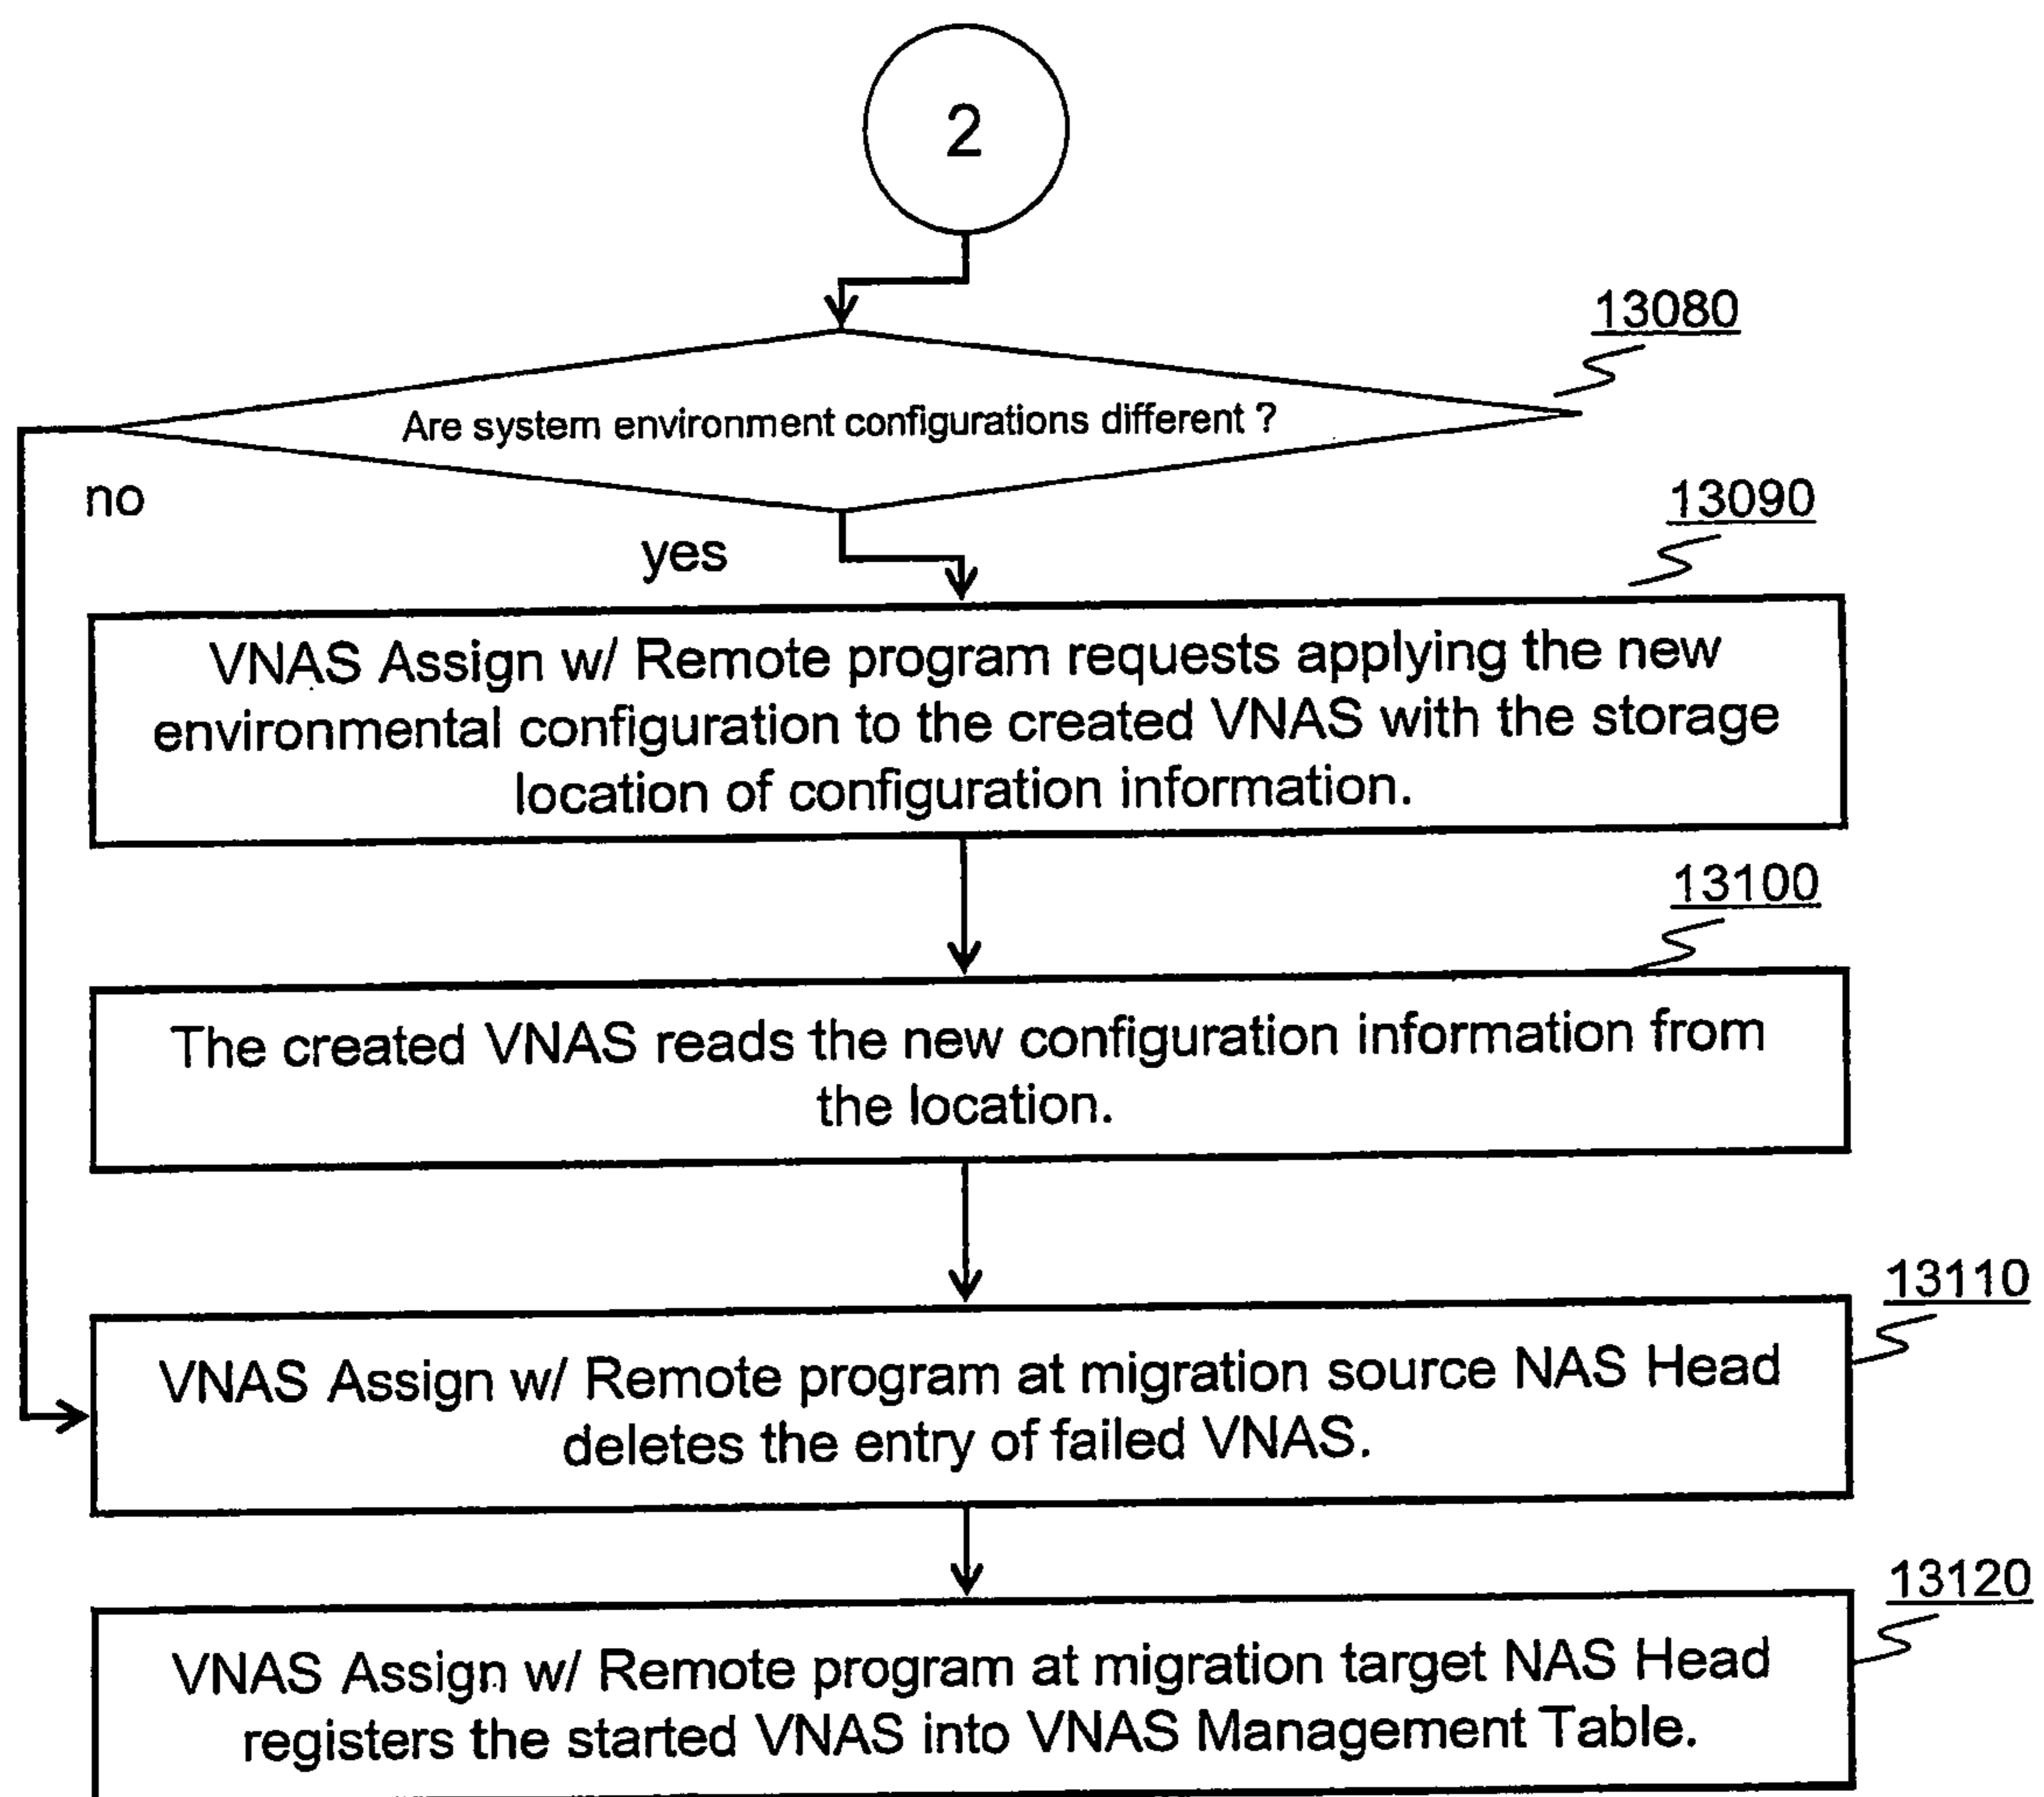 2
13080
Are system environment configurations different ?
no
yes
13090
VNAS Assign w/ Remote program requests applying the new
environmental configuration to the created VNAS with the storage
location of configuration information.
13100
The created VNAS reads the new configuration information from
the location.
13110
VNAS Assign w/ Remote program at migration source NAS Head
deletes the entry of failed VNAS.
13120
VNAS Assign w/ Remote program at migration target NAS Head
registers the started VNAS into VNAS Management Table.